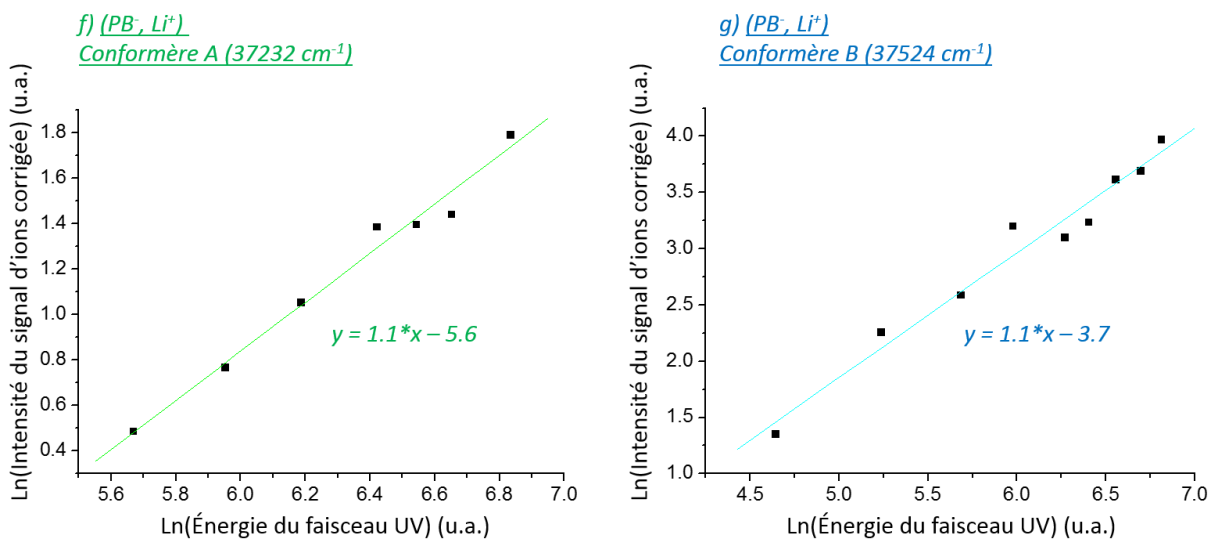 f) (PB⁻, Li⁺)
Conformère A (37232 cm⁻¹)
Ln(Intensité du signal d'ions corrigée) (u.a.)
1.8
1.6
1.4
1.2
1.0
0.8
0.6
0.4
y = 1.1*x – 5.6
5.6 5.8 6.0 6.2 6.4 6.6 6.8 7.0
Ln(Énergie du faisceau UV) (u.a.)
g) (PB⁻, Li⁺)
Conformère B (37524 cm⁻¹)
Ln(Intensité du signal d'ions corrigée) (u.a.)
4.0
3.5
3.0
2.5
2.0
1.5
1.0
y = 1.1*x – 3.7
4.5 5.0 5.5 6.0 6.5 7.0
Ln(Énergie du faisceau UV) (u.a.)